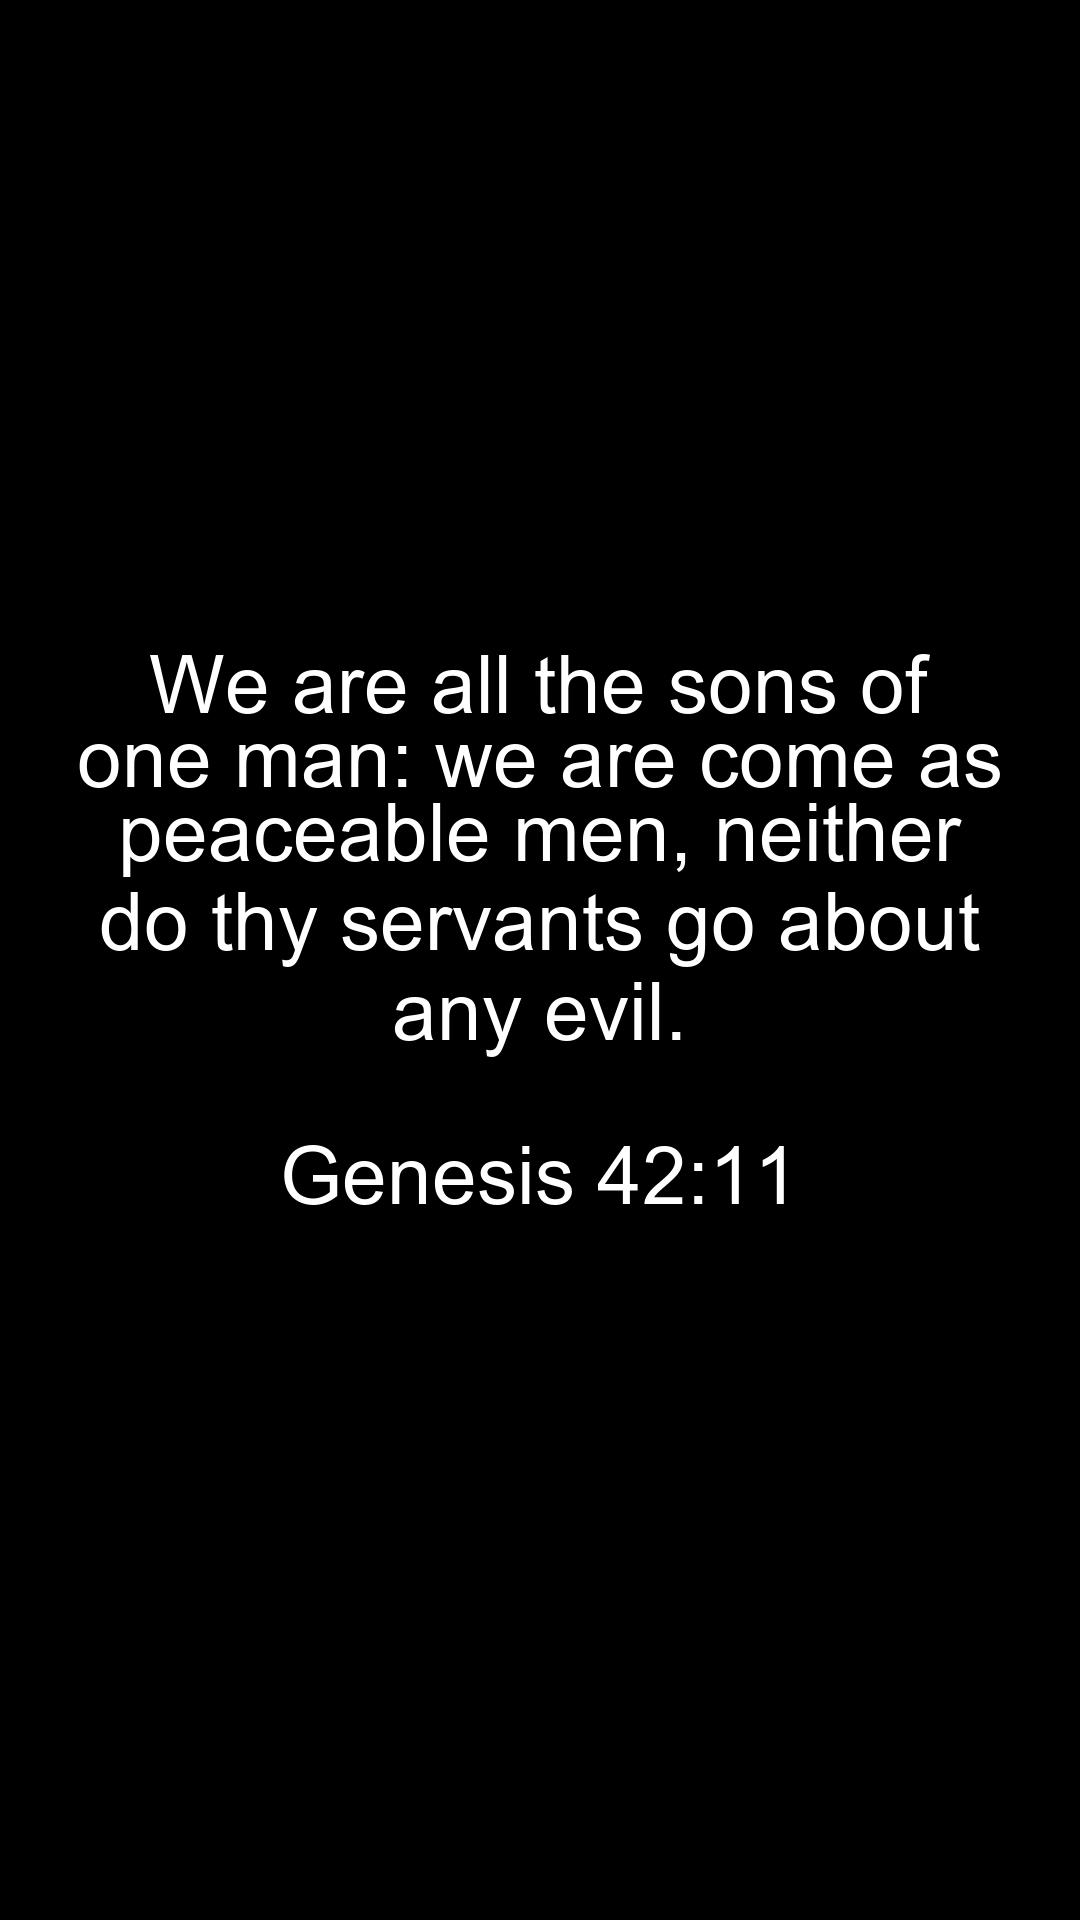 We are all the sons of
one man: we are come as
peaceable men, neither
do thy servants go about
any evil.
Genesis 42:11